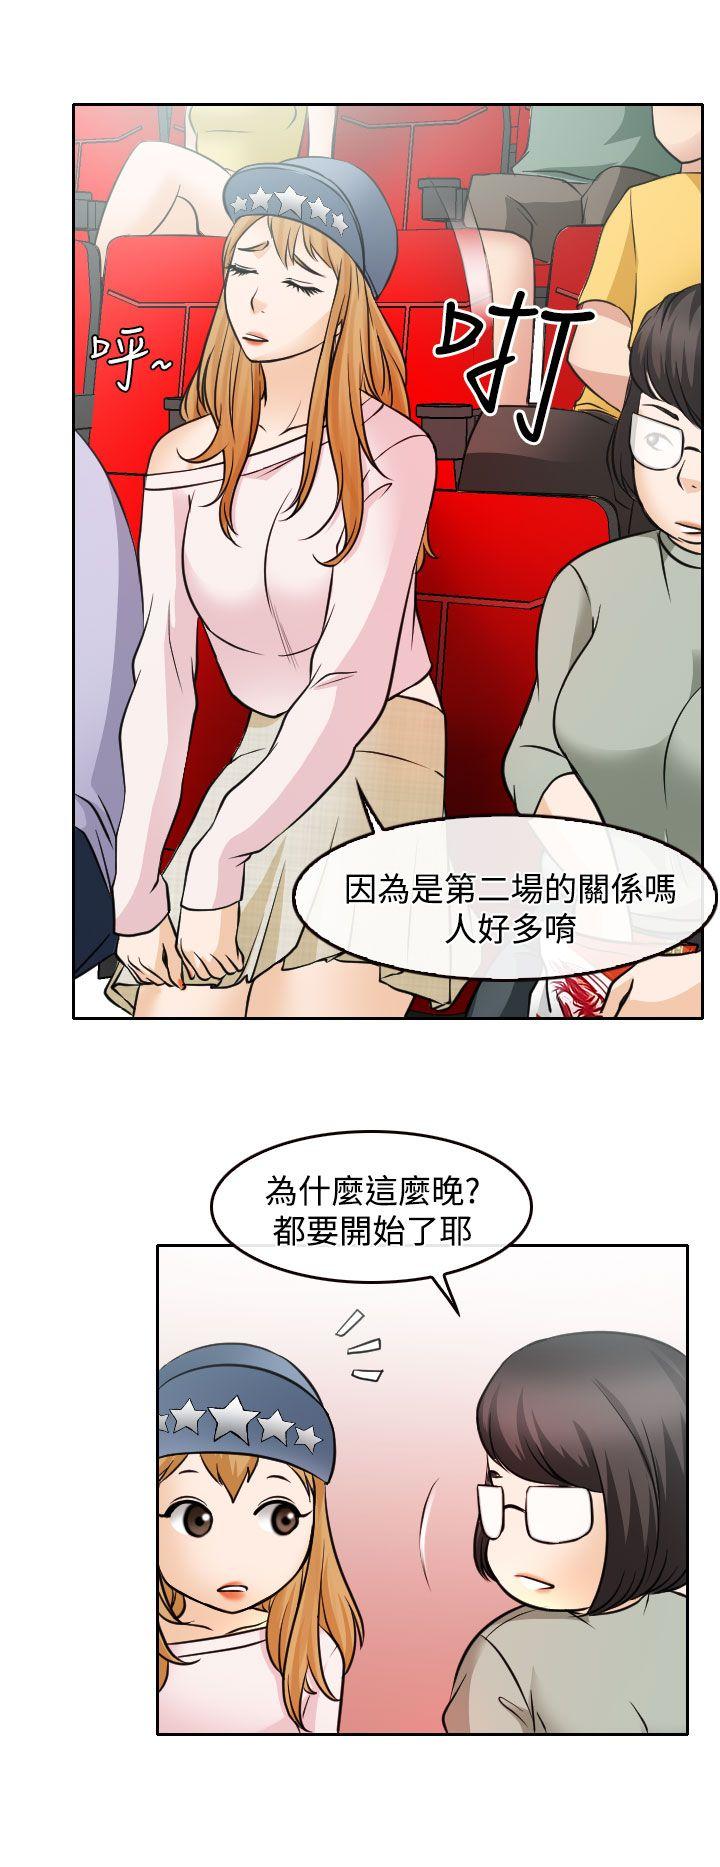 呼~
叮
因為是第二場的關係嗎
人好多唷
為什麼這麼晚?
都要開始了耶